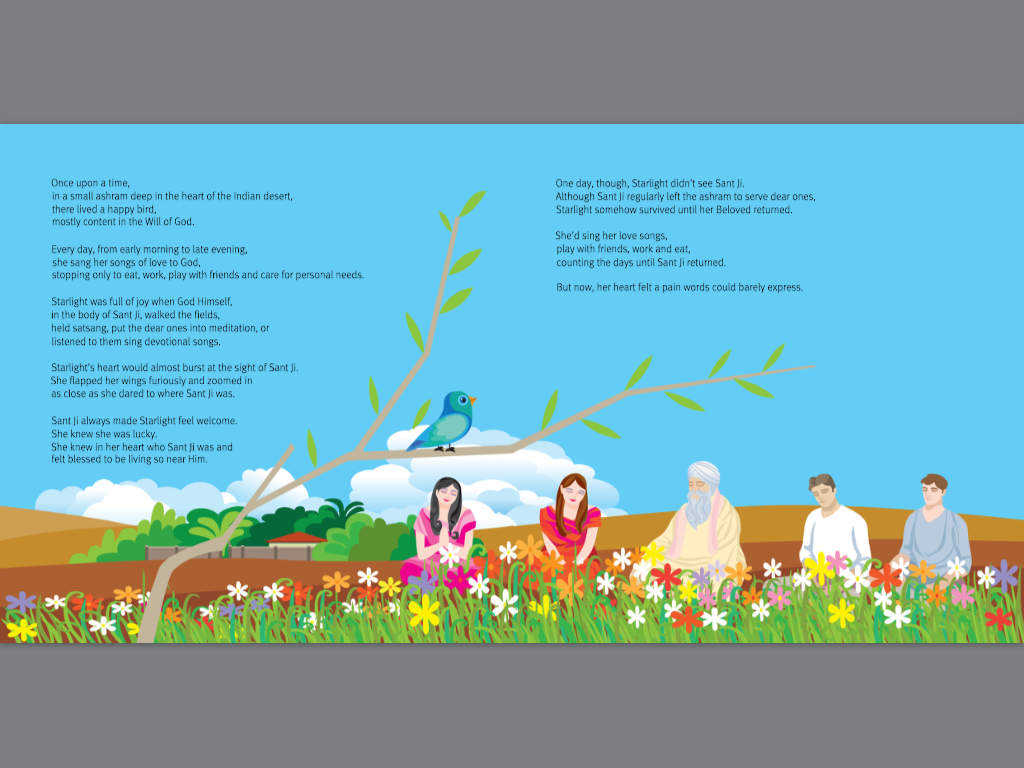 Once upon a time,
in a small ashram deep in the heart of the Indian desert,
there lived a happy bird,
mostly content in the Will of God.
Every day, from early morning to late evening,
she sang her songs of love to God,
stopping only to eat, work, play with friends and care for personal needs.
Starlight was full of joy when God Himself,
in the body of Sant Ji, walked the fields,
held satsang, put the dear ones into meditation, or
listened to them sing devotional songs.
Starlight's heart would almost burst at the sight of Sant Ji.
She flapped her wings furiously and zoomed in
as close as she dared to where Sant Ji was.
Sant Ji always made Starlight feel welcome.
She knew she was lucky.
She knew in her heart who Sant Ji was and
felt blessed to be living so near Him.
One day, though, Starlight didn't see Sant Ji.
Although Sant Ji regularly left the ashram to serve dear ones,
Starlight somehow survived until her Beloved returned.
She'd sing her love songs,
play with friends, work and eat,
counting the days until Sant Ji returned.
But now, her heart felt a pain words could barely express.